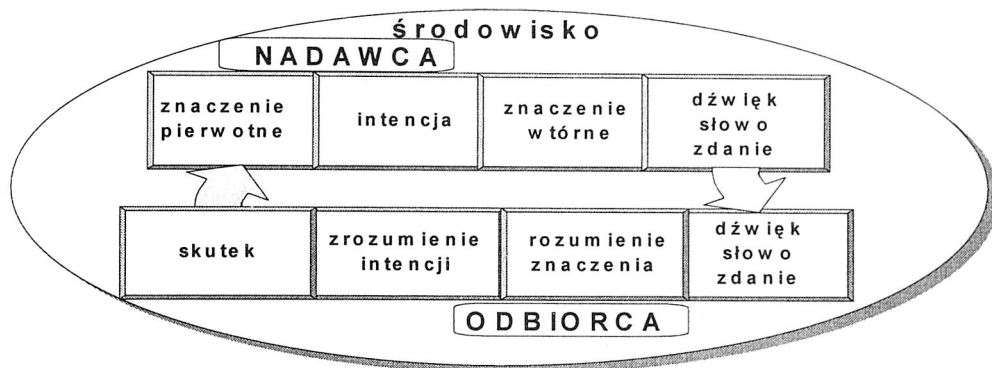 środowisko
NADAWCA
znaczenie
pierwotne
intencja
znaczenie
wtórne
dźwięk
słowo
zdanie
skutek
zrozumienie
intencji
rozumienie
znaczenia
dźwięk
słowo
zdanie
ODBIORCA